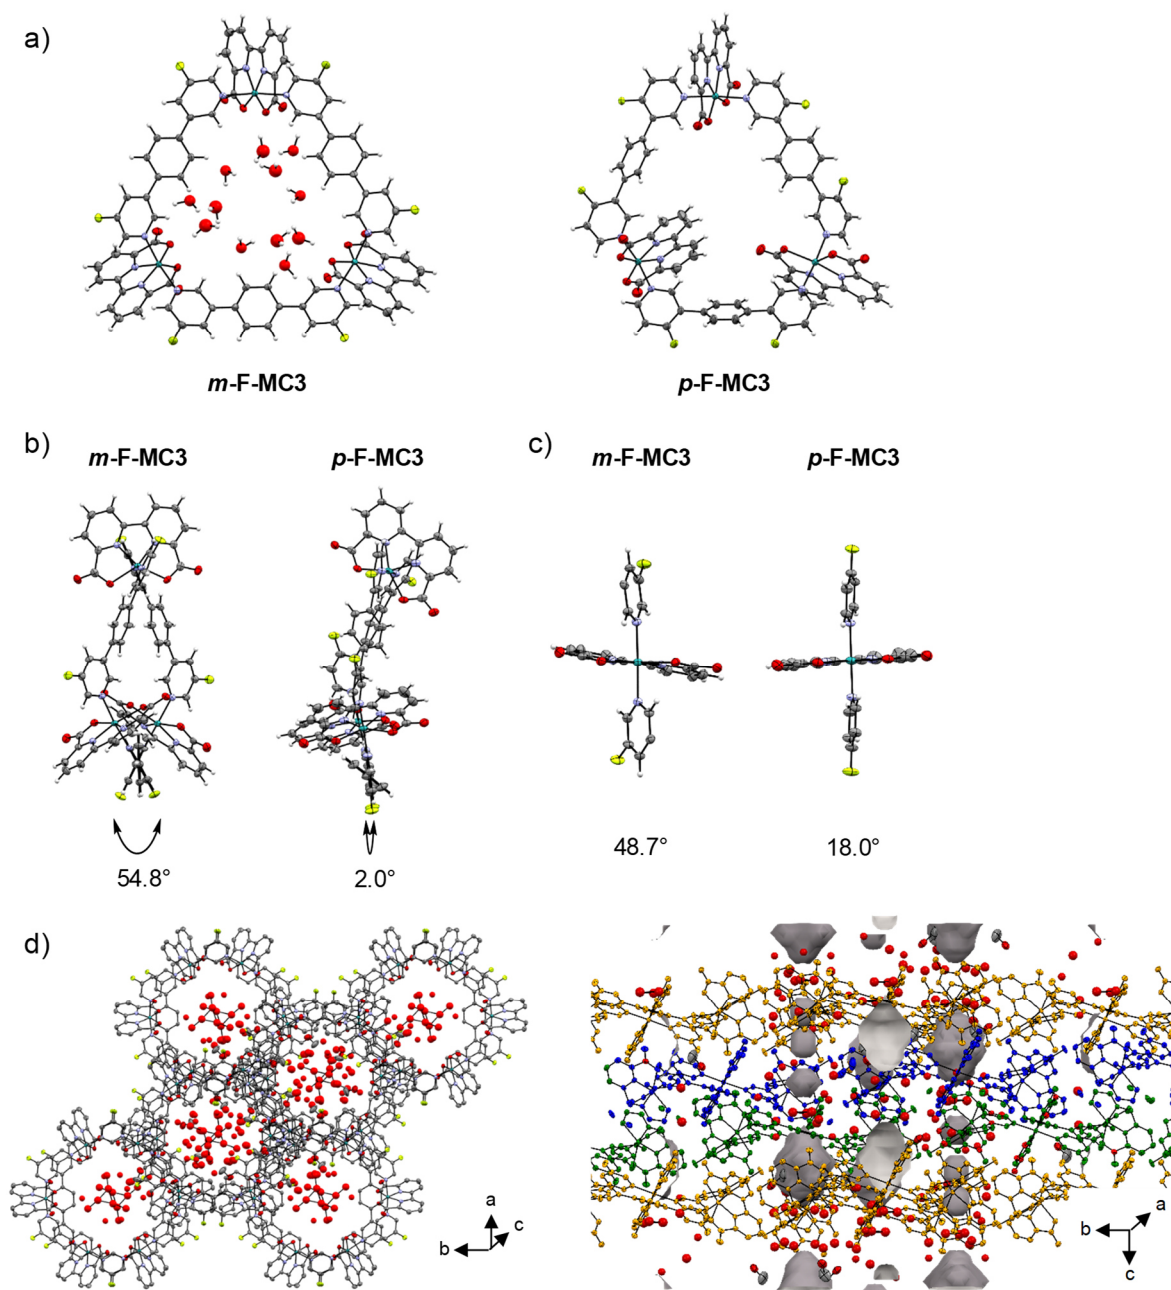 a)
m-F-MC3
p-F-MC3
b)
m-F-MC3
p-F-MC3
54.8°
2.0°
c)
m-F-MC3
p-F-MC3
48.7°
18.0°
d)
a
b
c
a
b
c